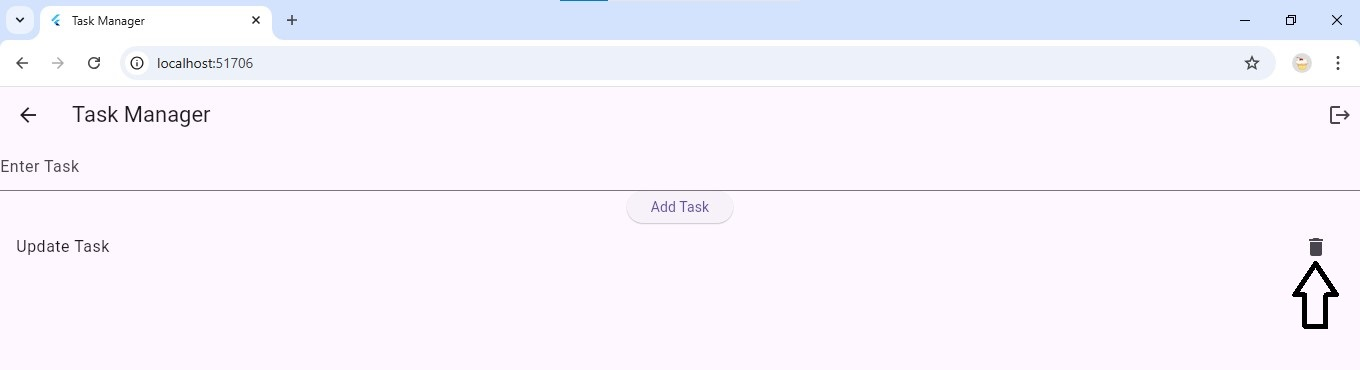 Task Manager
localhost:51706
Task Manager
Enter Task
Add Task
Update Task